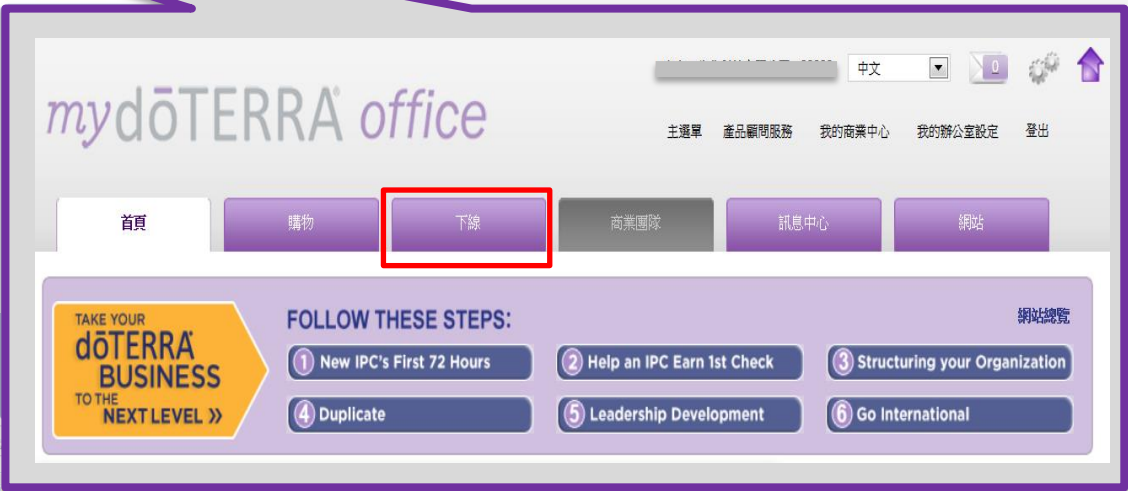 中文
0
mydōTERRA office
主選單 產品顧問服務 我的商業中心 我的辦公室設定 登出
首頁 購物 下線 商業團隊 訊息中心 網站
TAKE YOUR
dōTERRA
BUSINESS
TO THE
NEXT LEVEL »
FOLLOW THESE STEPS:
網站總覽
1 New IPC's First 72 Hours
2 Help an IPC Earn 1st Check
3 Structuring your Organization
4 Duplicate
5 Leadership Development
6 Go International